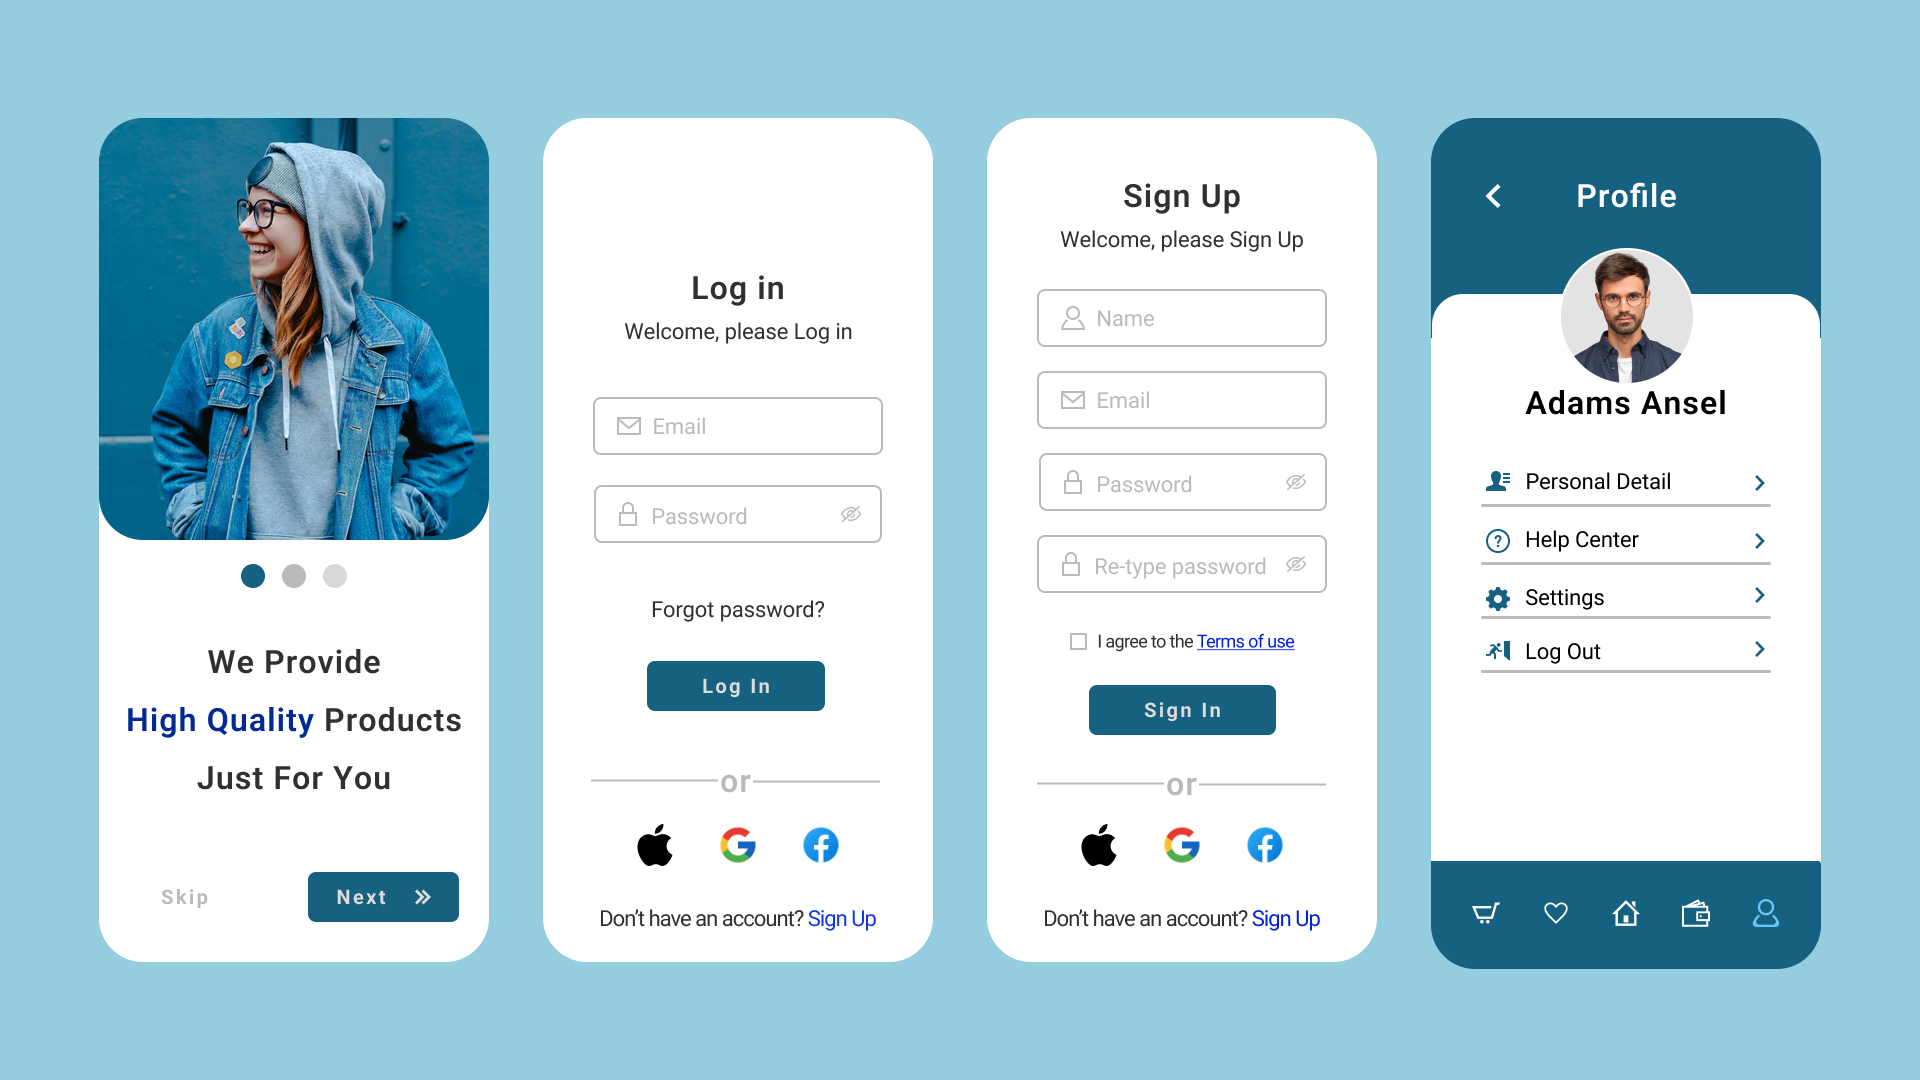 We Provide
High Quality Products
Just For You
Skip
Next
Log in
Welcome, please Log in
Email
Password
Forgot password?
Log In
or
Don't have an account? Sign Up
Sign Up
Welcome, please Sign Up
Name
Email
Password
Re-type password
I agree to the Terms of use
Sign In
or
Don't have an account? Sign Up
Profile
Adams Ansel
Personal Detail
Help Center
Settings
Log Out